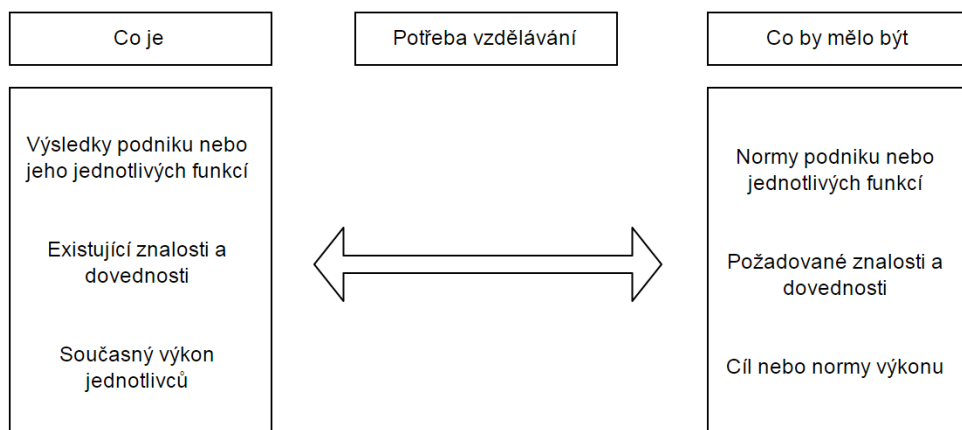 Co je
Potřeba vzdělávání
Co by mělo být
Výsledky podniku nebo
jeho jednotlivých funkcí
Existující znalosti a
dovednosti
Současný výkon
jednotlivců
Normy podniku nebo
jednotlivých funkcí
Požadované znalosti a
dovednosti
Cíl nebo normy výkonu